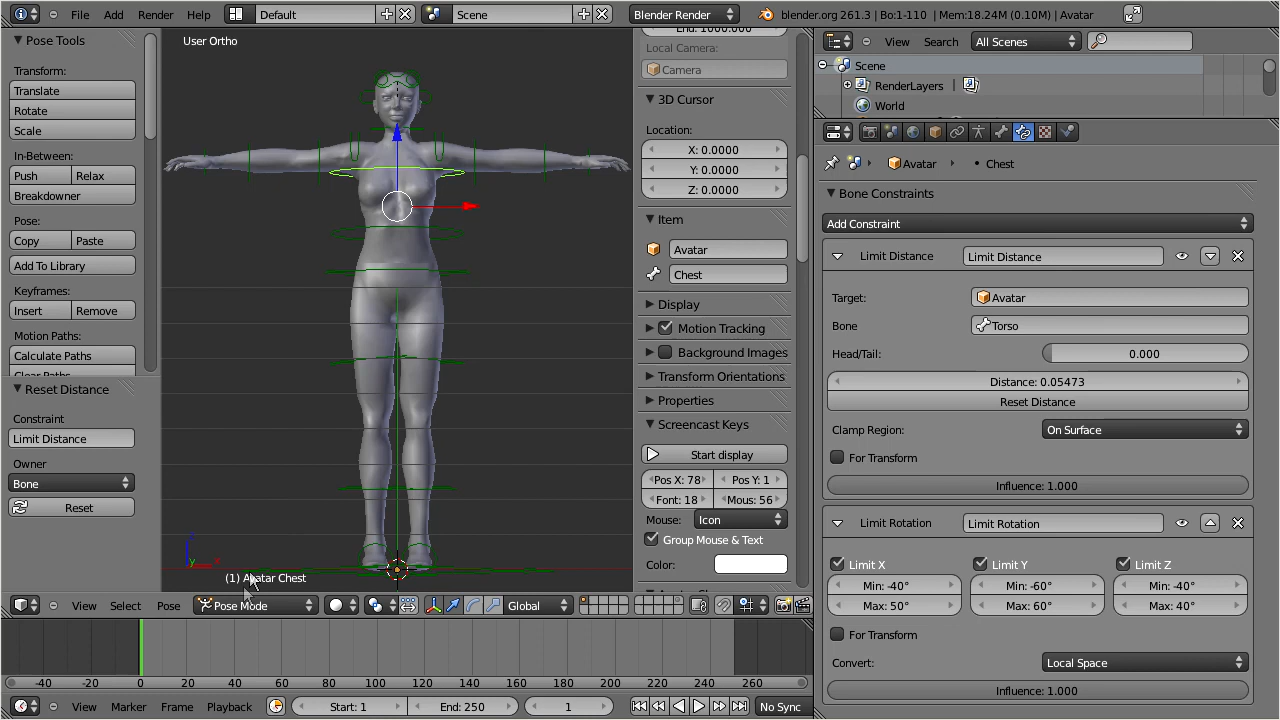 File Add Render Help Default Scene Blender Render blender.org 261.3 | Bo:1-110 | Mem:18.24M (0.10M) | Avatar
Pose Tools
Transform:
Translate
Rotate
Scale
In-Between:
Push Relax
Breakdowner
Pose:
Copy Paste
Add To Library
Keyframes:
Insert Remove
Motion Paths:
Calculate Paths
Reset Distance
Constraint
Limit Distance
Owner
Bone
Reset
User Ortho
(1) Avatar Chest
View Select Pose Pose Mode Global
End: 1000.000
Local Camera:
Camera
3D Cursor
Location:
X: 0.0000
Y: 0.0000
Z: 0.0000
Item
Avatar
Chest
Display
Motion Tracking
Background Images
Transform Orientations
Properties
Screencast Keys
Start display
Pos X: 78 Pos Y: 1
Font: 18 Mous: 56
Mouse: Icon
Group Mouse & Text
Color:
View Search All Scenes
Scene
RenderLayers
World
Avatar Chest
Bone Constraints
Add Constraint
Limit Distance Limit Distance
Target: Avatar
Bone Torso
Head/Tail: 0.000
Distance: 0.05473
Reset Distance
Clamp Region: On Surface
For Transform
Influence: 1.000
Limit Rotation Limit Rotation
Limit X Limit Y Limit Z
Min: -40° Min: -60° Min: -40°
Max: 50° Max: 60° Max: 40°
For Transform
Convert: Local Space
Influence: 1.000
-40 -20 0 20 40 60 80 100 120 140 160 180 200 220 240 260
View Marker Frame Playback Start: 1 End: 250 1 No Sync